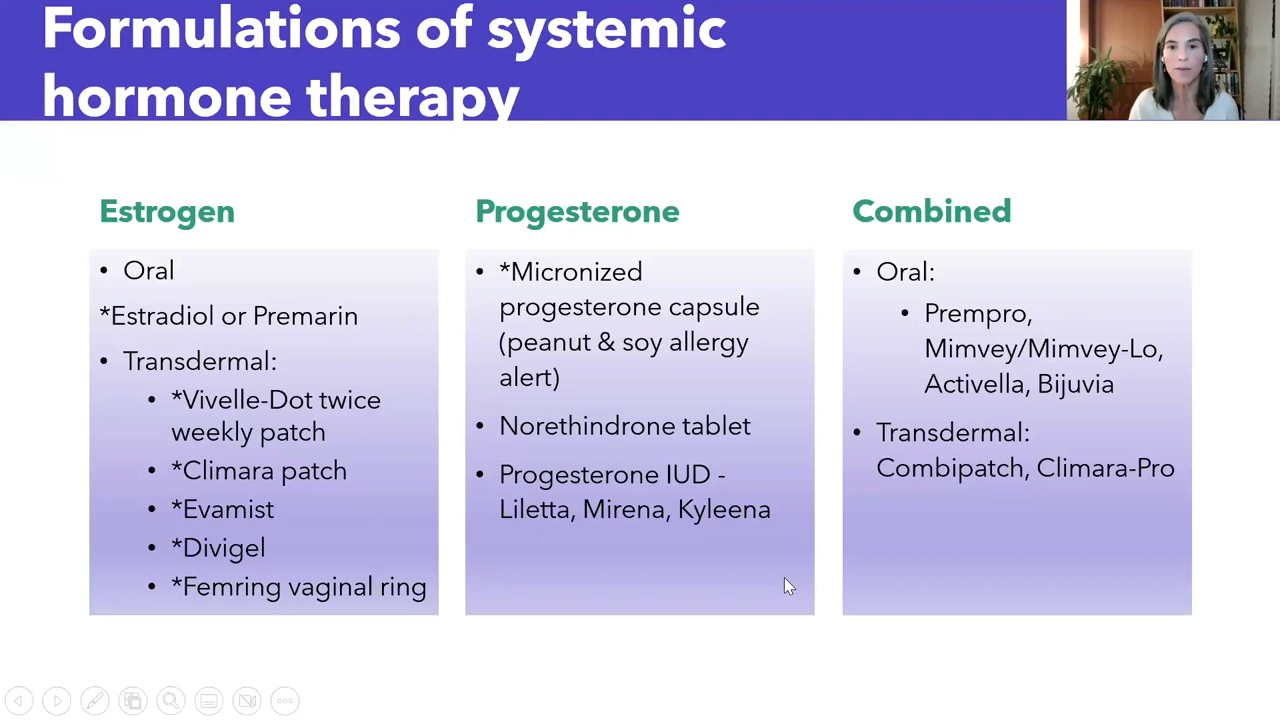 Formulations of systemic
hormone therapy
Estrogen
• Oral
*Estradiol or Premarin
• Transdermal:
• *Vivelle-Dot twice
weekly patch
• *Climara patch
• *Evamist
• *Divigel
• *Femring vaginal ring
Progesterone
• *Micronized
progesterone capsule
(peanut & soy allergy
alert)
• Norethindrone tablet
• Progesterone IUD -
Liletta, Mirena, Kyleena
Combined
• Oral:
• Prempro,
Mimvey/Mimvey-Lo,
Activella, Bijuvia
• Transdermal:
Combipatch, Climara-Pro